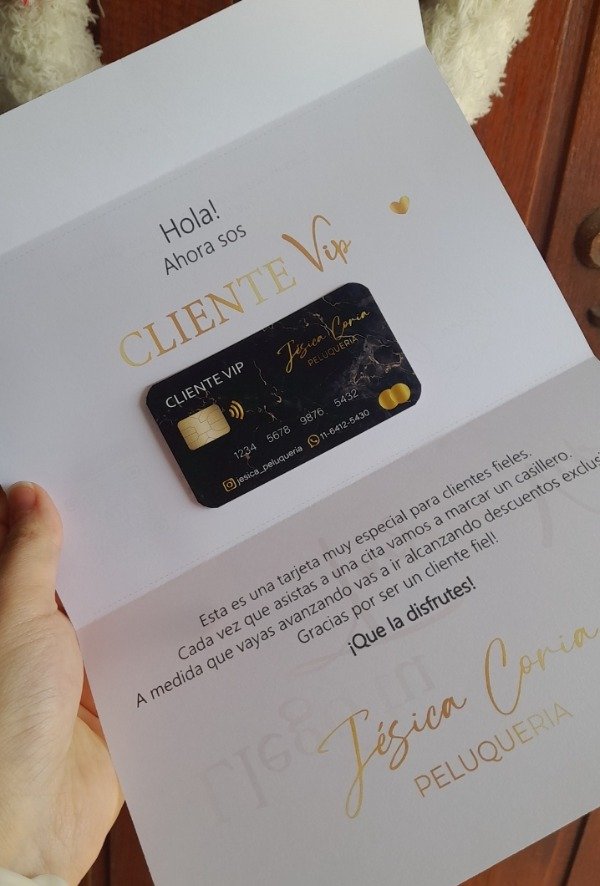 Hola!
Ahora sos
CLIENTE Vip
CLIENTE VIP
Jésica Coria
PELUQUERIA
1234 5678 9876 5432
jesica_peluqueria 11-6412-5430
Esta es una tarjeta muy especial para clientes fieles.
Cada vez que asistas a una cita vamos a marcar un casillero.
A medida que vayas avanzando vas a ir alcanzando descuentos
Gracias por ser un cliente fiel!
¡Que la disfrutes!
Jésica Coria
PELUQUERIA